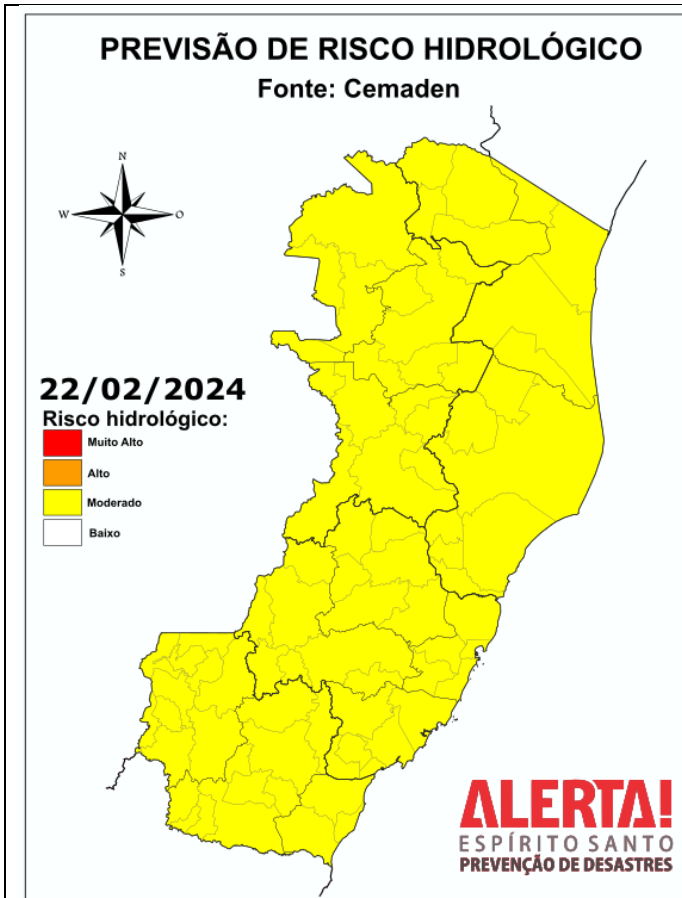 PREVISÃO DE RISCO HIDROLÓGICO
Fonte: Cemaden
N
W
O
S
22/02/2024
Risco hidrológico:
Muito Alto
Alto
Moderado
Baixo
ALERTA!
ESPÍRITO SANTO
PREVENÇÃO DE DESASTRES